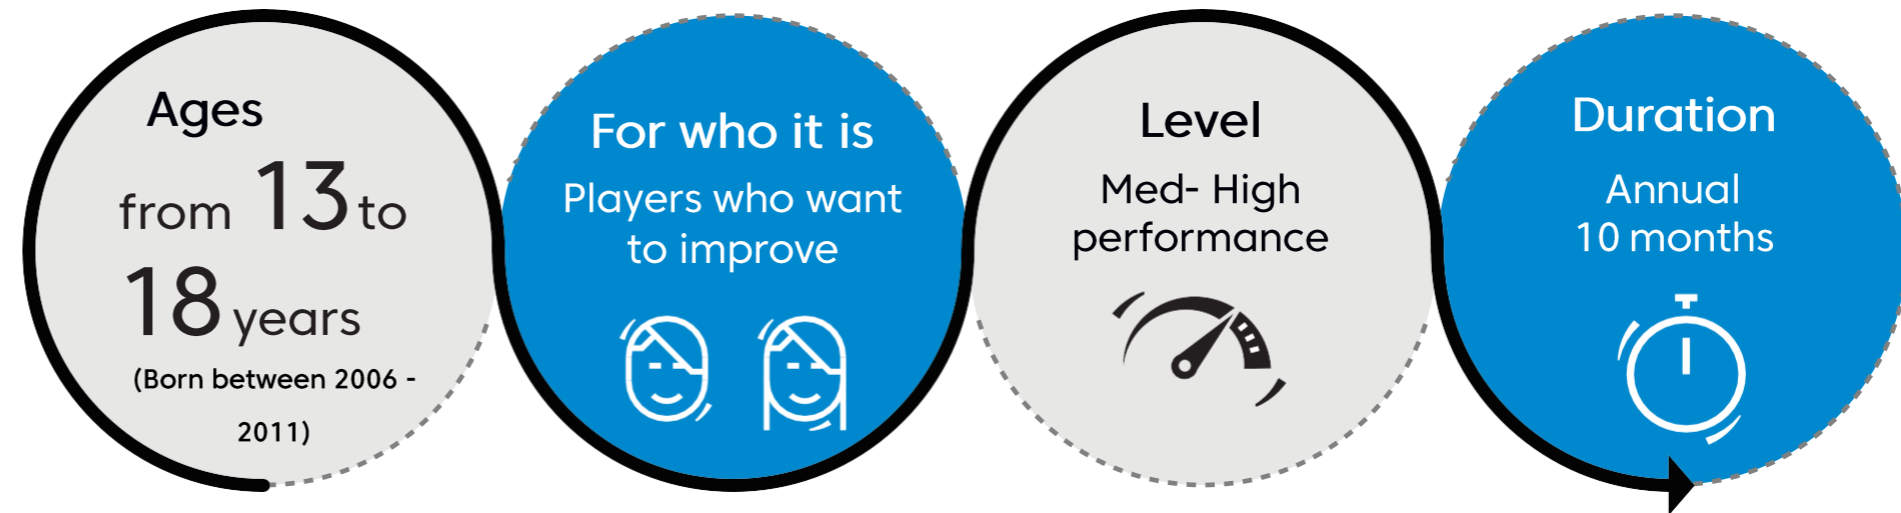 Ages
from 13 to
18 years
(Born between 2006 -
2011)
For who it is
Players who want
to improve
Level
Med- High
performance
Duration
Annual
10 months